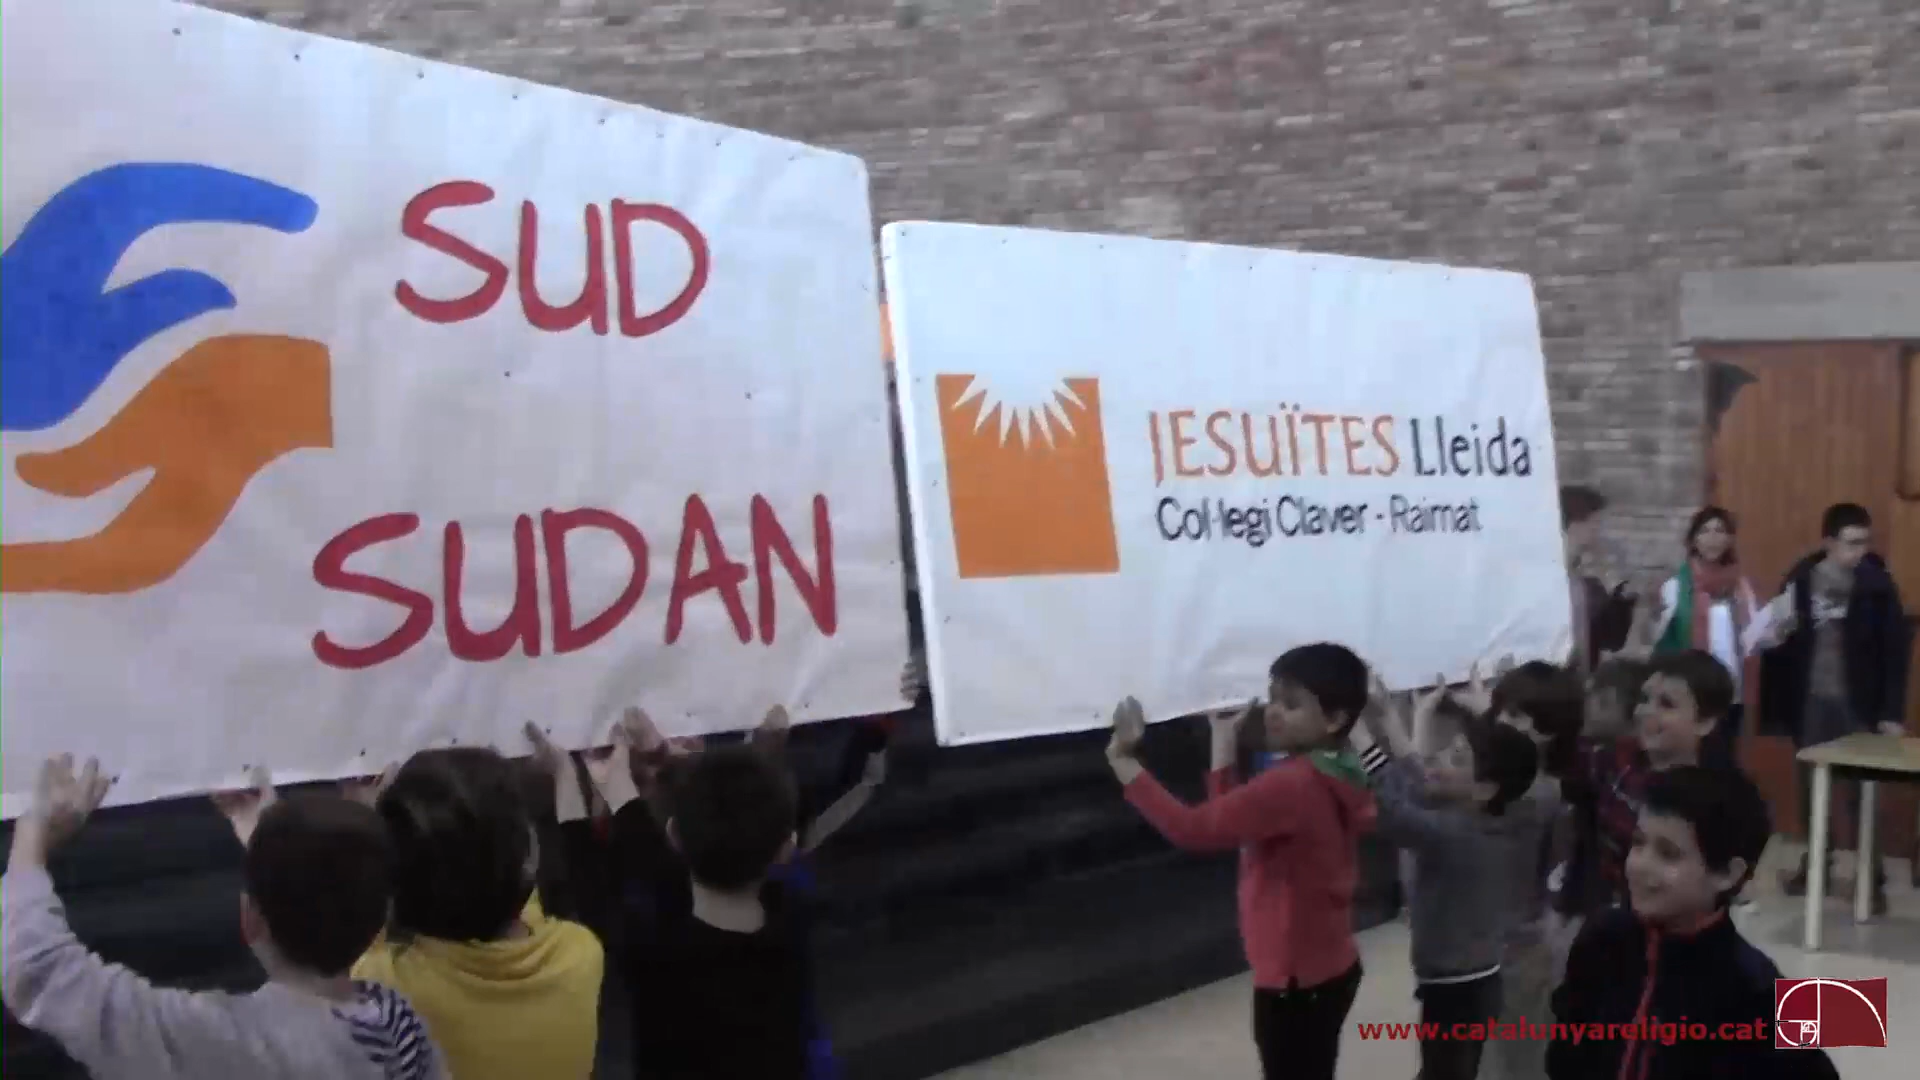 SUD
SUDAN
JESUÏTES Lleida
Col·legi Claver - Raimat
www.catalunyareligio.cat